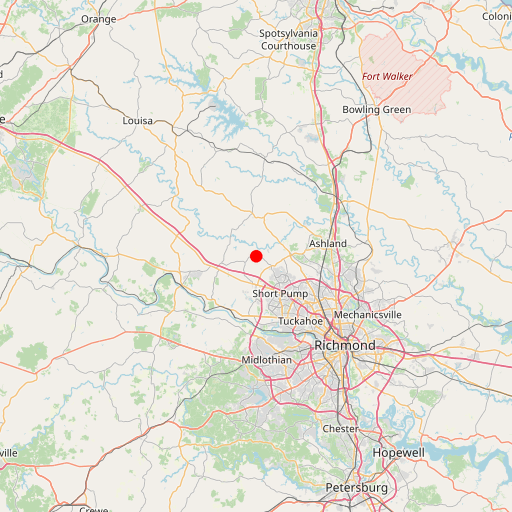 Orange
Spotsylvania
Courthouse
Coloni
Fort Walker
Bowling Green
Louisa
e
Ashland
Short Pump
Mechanicsville
Tuckahoe
Richmond
Midlothian
Chester
Hopewell
ville
Petersburg
Crewe